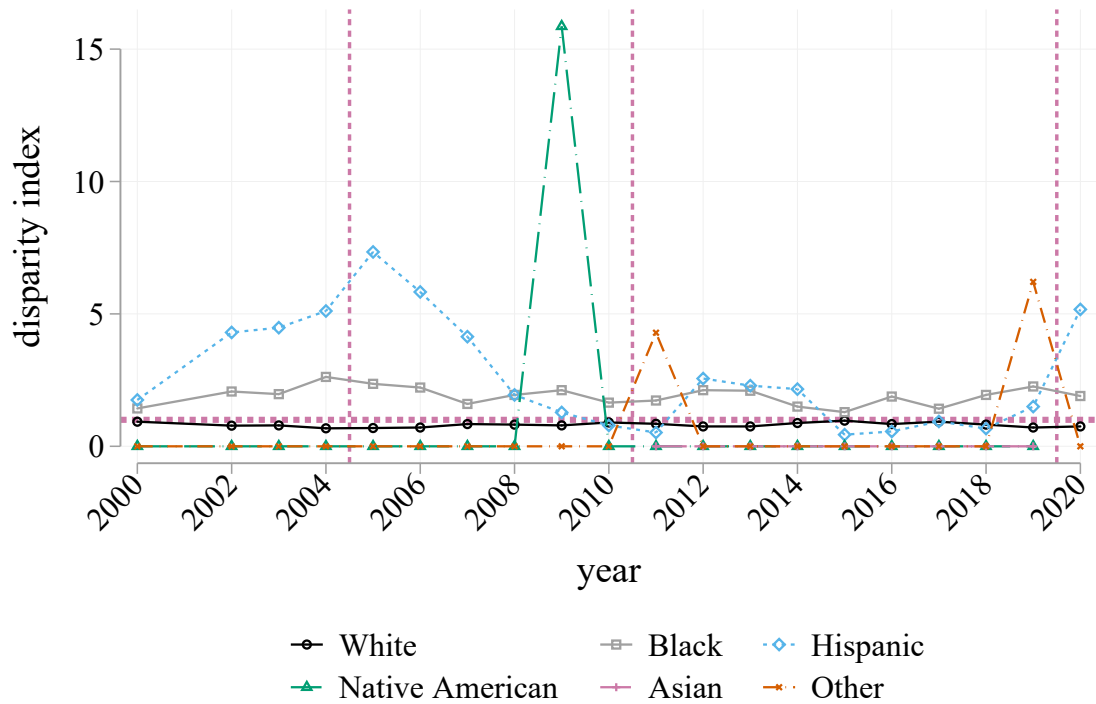 15
10
5
0
disparity index
2000 2002 2004 2006 2008 2010 2012 2014 2016 2018 2020
year
White Black Hispanic
Native American Asian Other